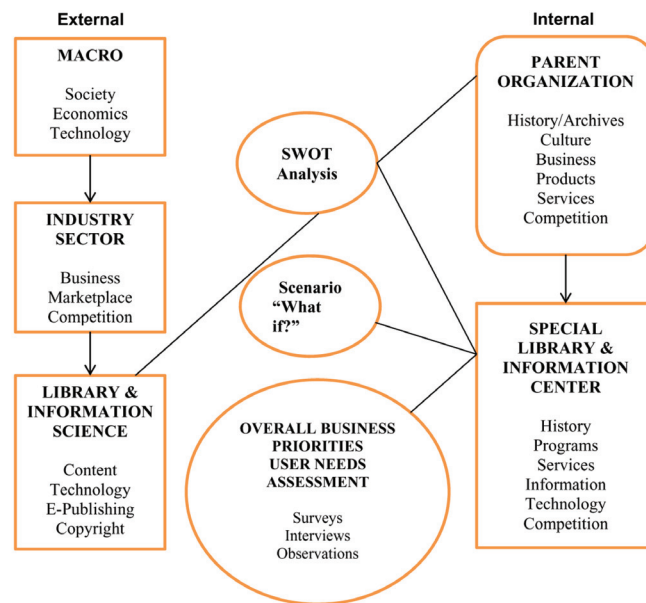 External
MACRO
Society
Economics
Technology
INDUSTRY
SECTOR
Business
Marketplace
Competition
LIBRARY &
INFORMATION
SCIENCE
Content
Technology
E-Publishing
Copyright
SWOT
Analysis
Scenario
“What
if?”
OVERALL BUSINESS
PRIORITIES
USER NEEDS
ASSESSMENT
Surveys
Interviews
Observations
Internal
PARENT
ORGANIZATION
History/Archives
Culture
Business
Products
Services
Competition
SPECIAL
LIBRARY &
INFORMATION
CENTER
History
Programs
Services
Information
Technology
Competition